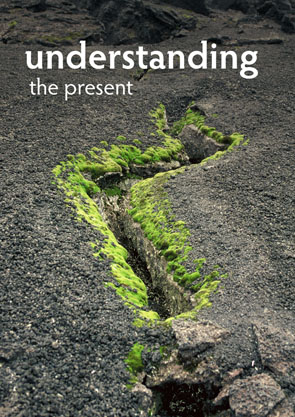 understanding
the present